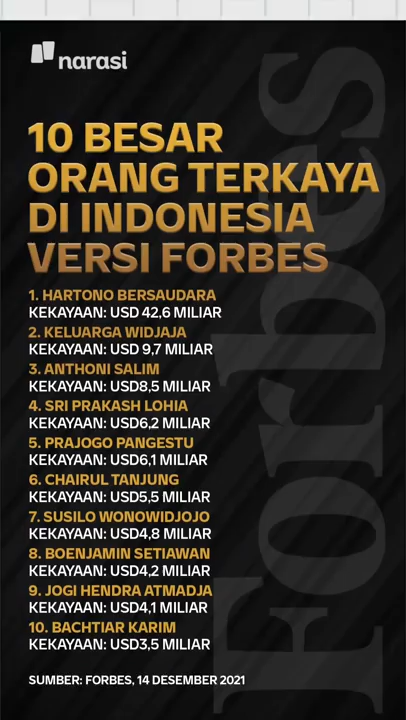 narasi
10 BESAR
ORANG TERKAYA
DI INDONESIA
VERSI FORBES
1. HARTONO BERSAUDARA
KEKAYAAN: USD 42,6 MILIAR
2. KELUARGA WIDJAJA
KEKAYAAN: USD 9,7 MILIAR
3. ANTHONI SALIM
KEKAYAAN: USD8,5 MILIAR
4. SRI PRAKASH LOHIA
KEKAYAAN: USD6,2 MILIAR
5. PRAJOGO PANGESTU
KEKAYAAN: USD6,1 MILIAR
6. CHAIRUL TANJUNG
KEKAYAAN: USD5,5 MILIAR
7. SUSILO WONOWIDJOJO
KEKAYAAN: USD4,8 MILIAR
8. BOENJAMIN SETIAWAN
KEKAYAAN: USD4,2 MILIAR
9. JOGI HENDRA ATMADJA
KEKAYAAN: USD4,1 MILIAR
10. BACHTIAR KARIM
KEKAYAAN: USD3,5 MILIAR
SUMBER: FORBES, 14 DESEMBER 2021
Forbes